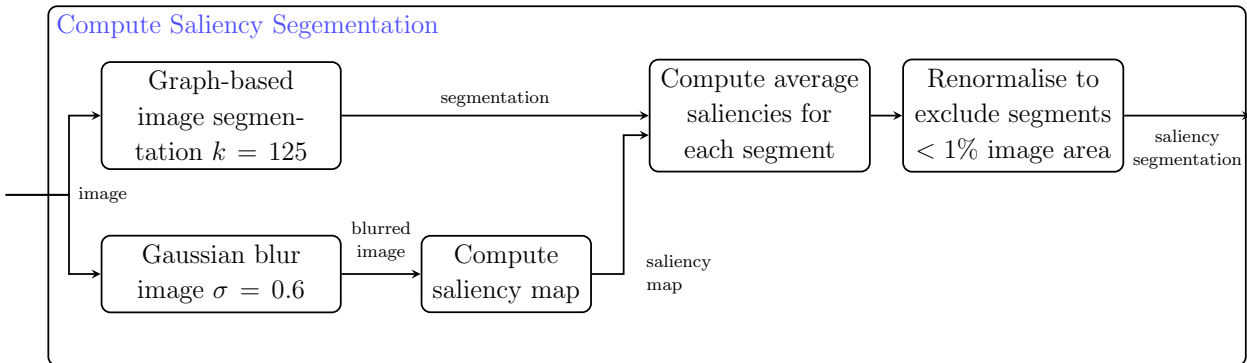 Compute Saliency Segementation
Graph-based
image segmen-
tation k = 125
segmentation
Compute average
saliencies for
each segment
Renormalise to
exclude segments
< 1% image area
saliency
segmentation
image
Gaussian blur
image σ = 0.6
blurred
image
Compute
saliency map
saliency
map